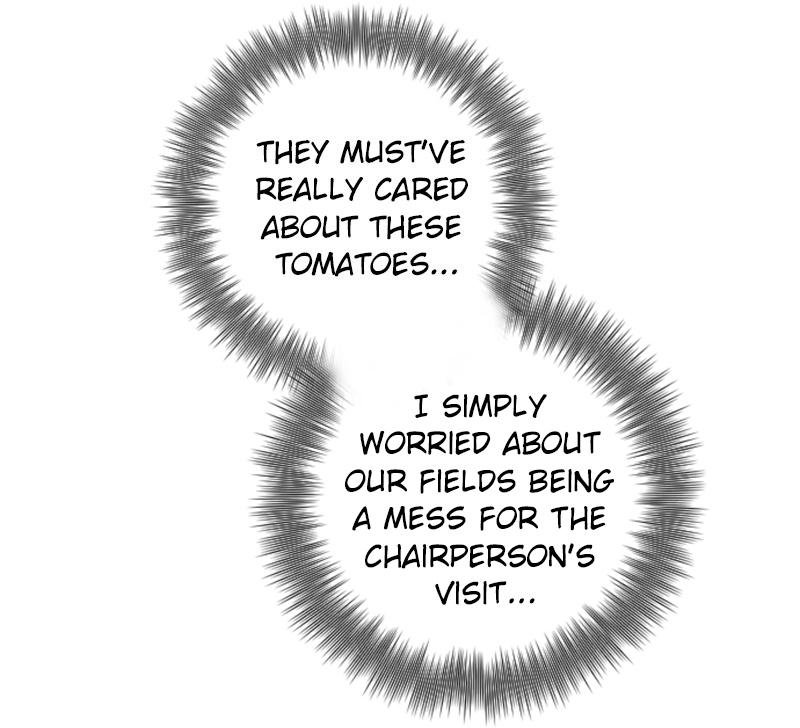 THEY MUST'VE
REALLY CARED
ABOUT THESE
TOMATOES...
I SIMPLY
WORRIED ABOUT
OUR FIELDS BEING
A MESS FOR THE
CHAIRPERSON'S
VISIT...